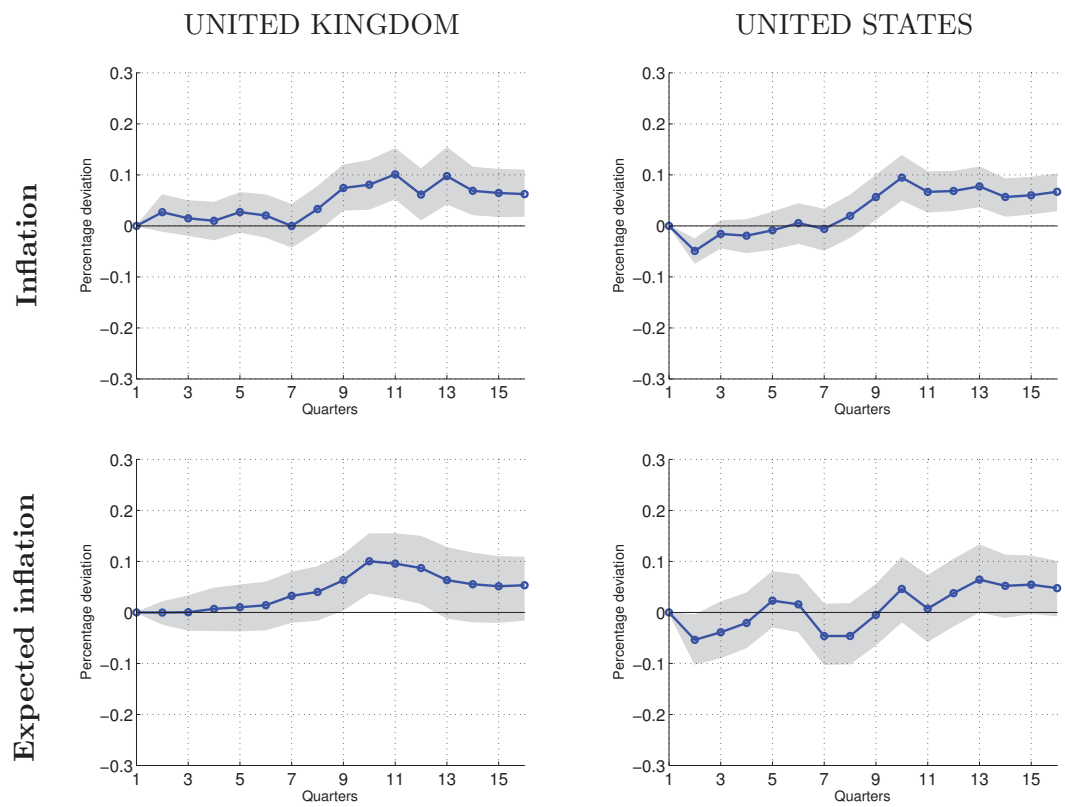 UNITED KINGDOM
UNITED STATES
Inflation
Percentage deviation
0.3
0.2
0.1
0
−0.1
−0.2
−0.3
1 3 5 7 9 11 13 15
Quarters
Percentage deviation
0.3
0.2
0.1
0
−0.1
−0.2
−0.3
1 3 5 7 9 11 13 15
Quarters
Expected inflation
Percentage deviation
0.3
0.2
0.1
0
−0.1
−0.2
−0.3
1 3 5 7 9 11 13 15
Quarters
Percentage deviation
0.3
0.2
0.1
0
−0.1
−0.2
−0.3
1 3 5 7 9 11 13 15
Quarters